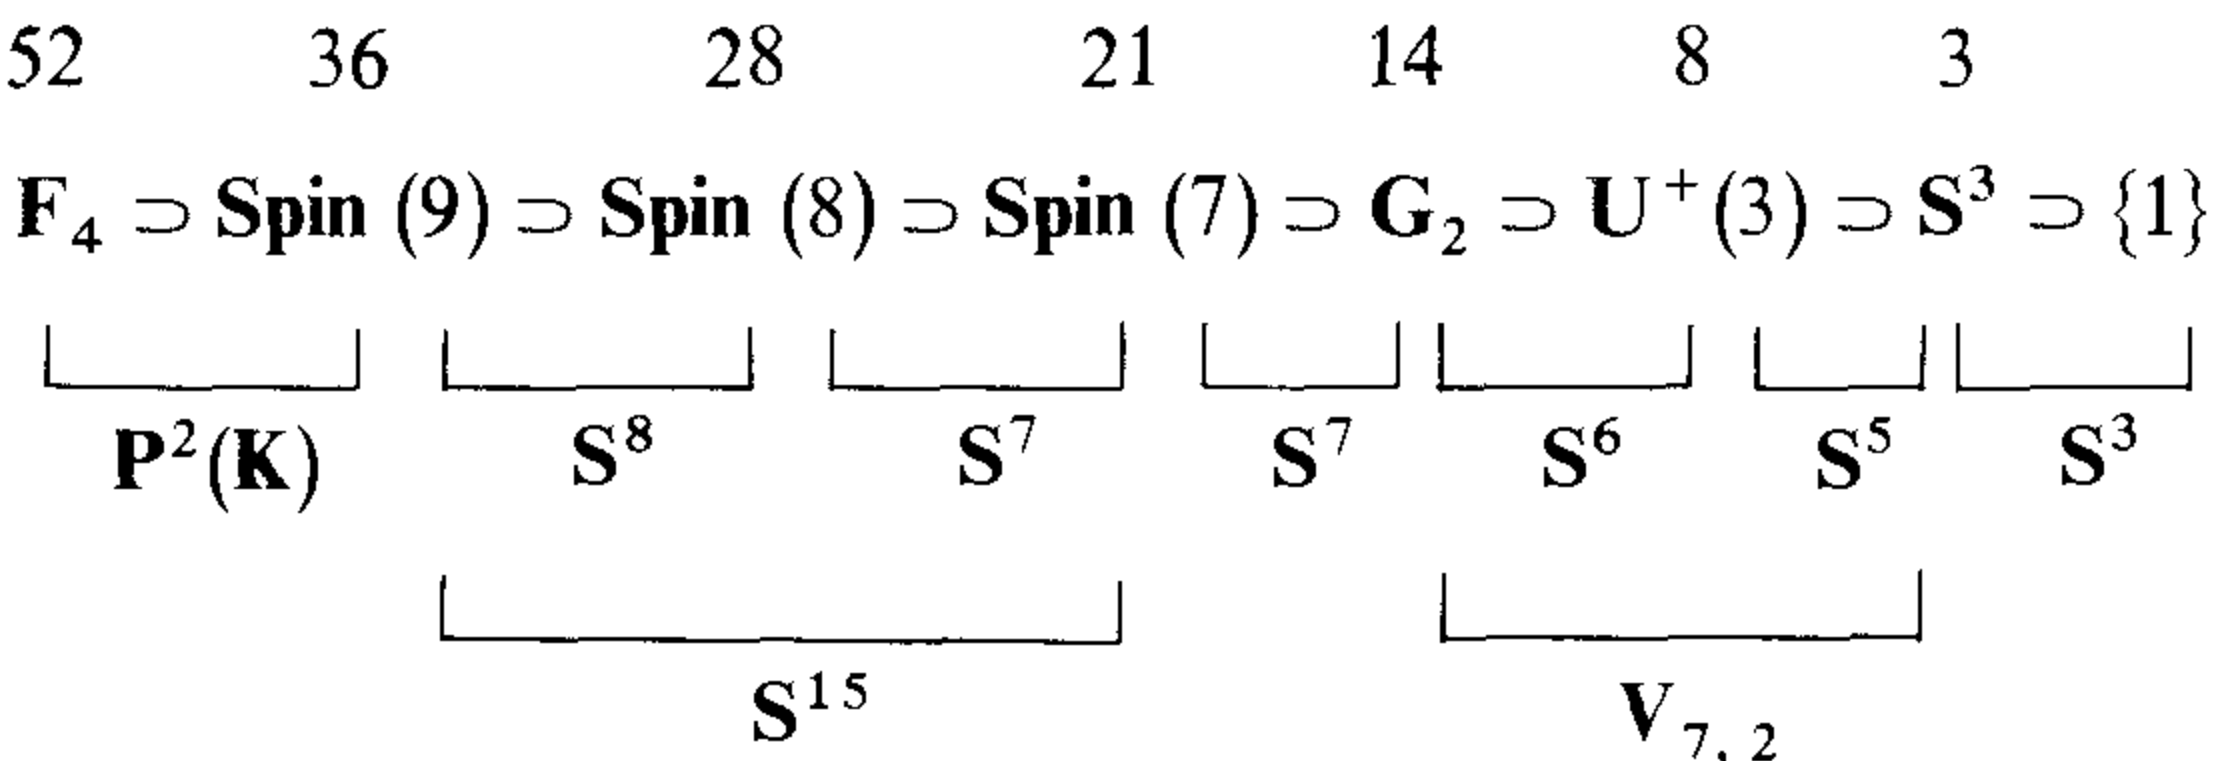 52 36 28 21 14 8 3
F₄ ⊃ Spin (9) ⊃ Spin (8) ⊃ Spin (7) ⊃ G₂ ⊃ U⁺(3) ⊃ S³ ⊃ {1}
P²(K) S⁸ S⁷ S⁷ S⁶ S⁵ S³
S¹⁵ V₇,₂